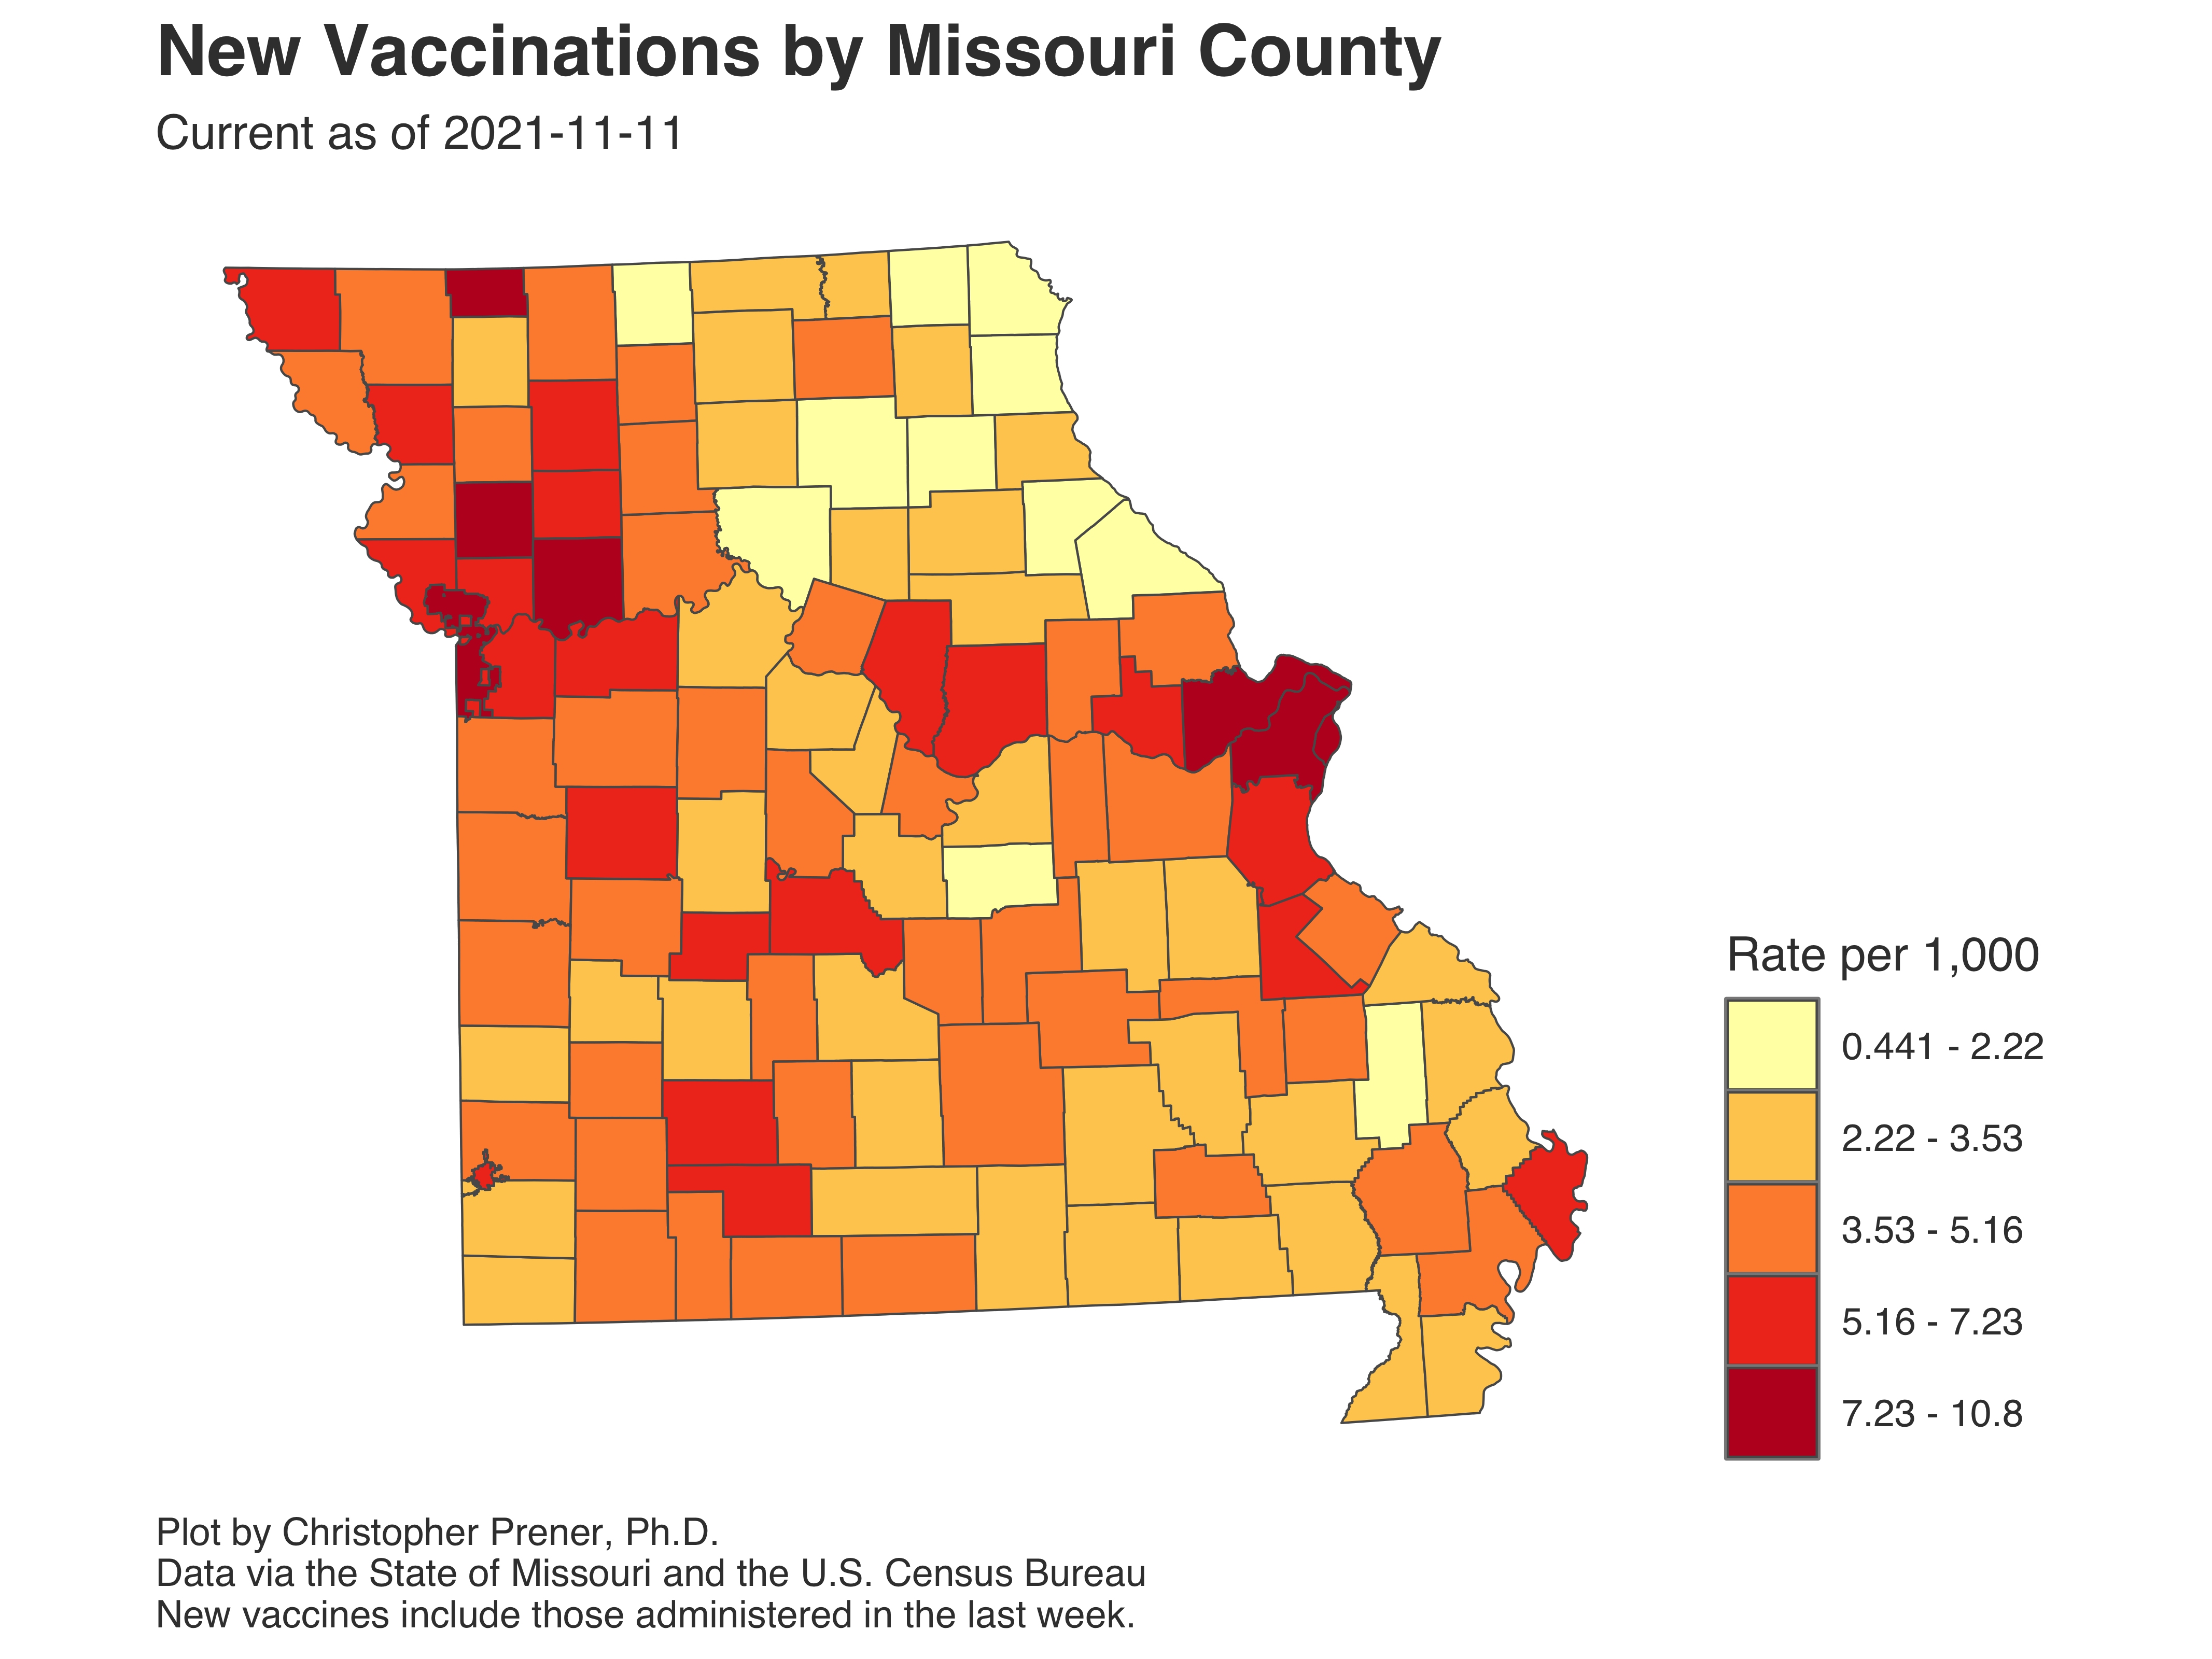 New Vaccinations by Missouri County
Current as of 2021-11-11
Rate per 1,000
0.441 - 2.22
2.22 - 3.53
3.53 - 5.16
5.16 - 7.23
7.23 - 10.8
Plot by Christopher Prener, Ph.D.
Data via the State of Missouri and the U.S. Census Bureau
New vaccines include those administered in the last week.